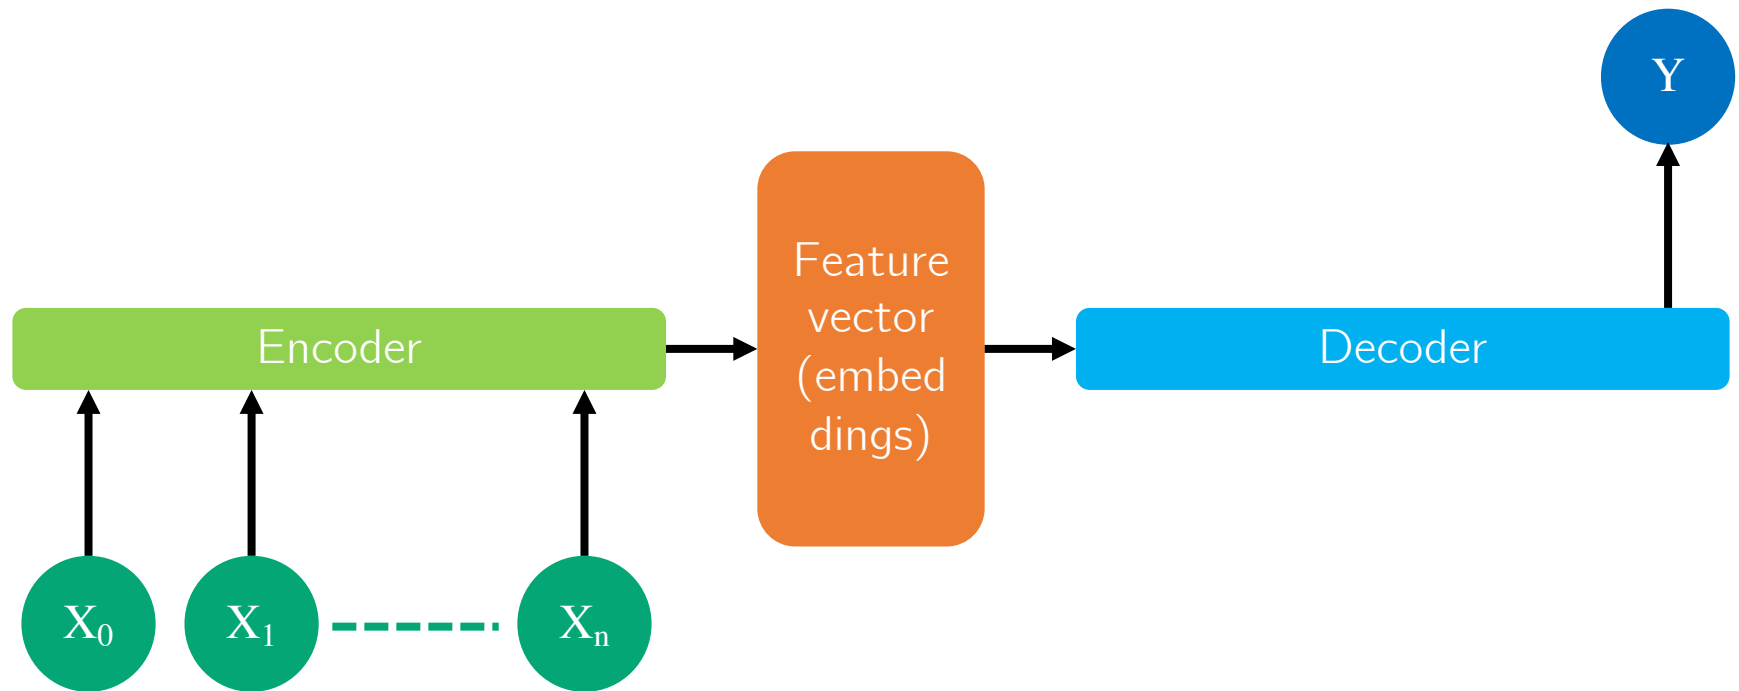 Y
Feature
vector
(embed
dings)
Encoder
Decoder
X₀
X₁
Xₙ